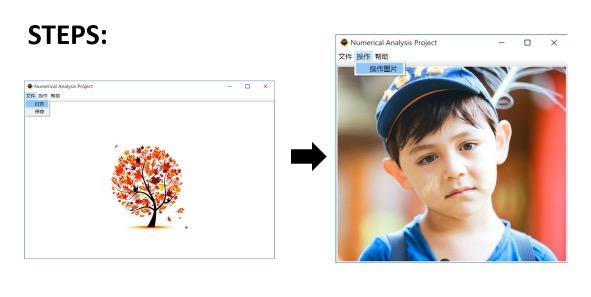 STEPS:
Numerical Analysis Project
文件 操作 帮助
打开
保存
Numerical Analysis Project
文件 操作 帮助
操作图片